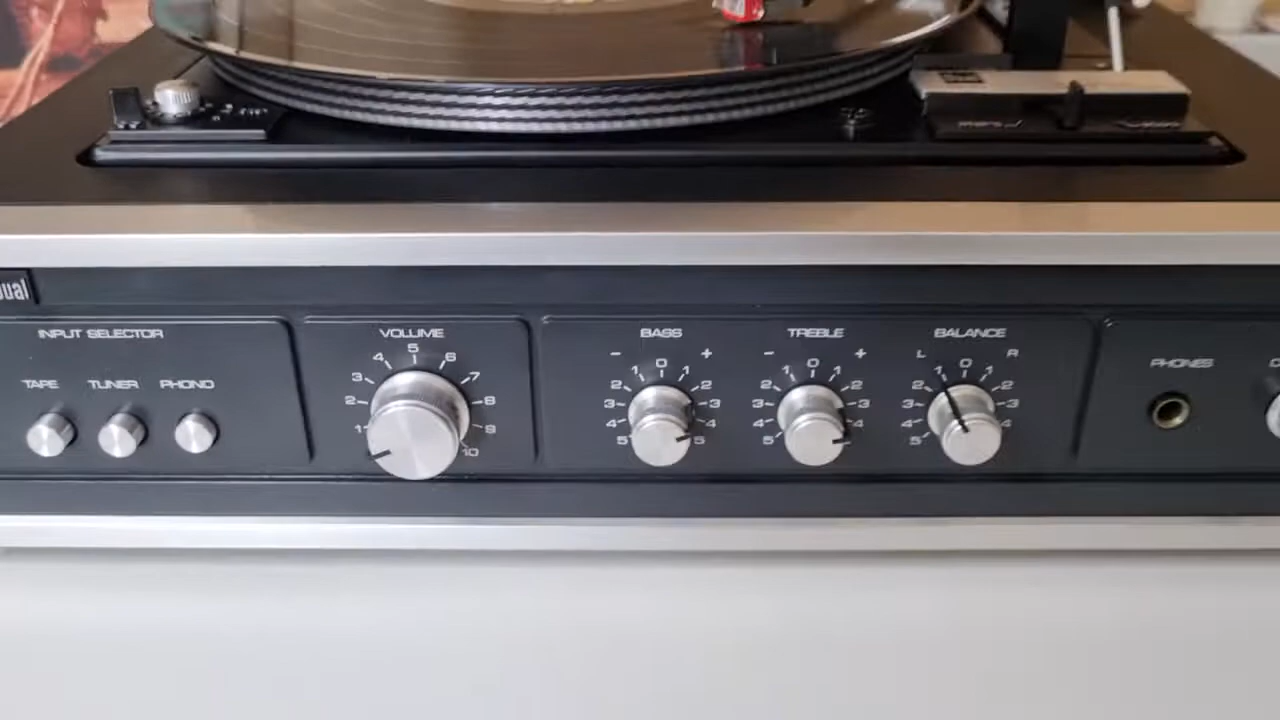 Dual
INPUT SELECTOR
TAPE TUNER PHONO
VOLUME
1 2 3 4 5 6 7 8 9 10
BASS
- +
5 4 3 2 1 0 1 2 3 4 5
TREBLE
- +
5 4 3 2 1 0 1 2 3 4
BALANCE
L R
5 4 3 2 1 0 1 2 3 4
PHONES